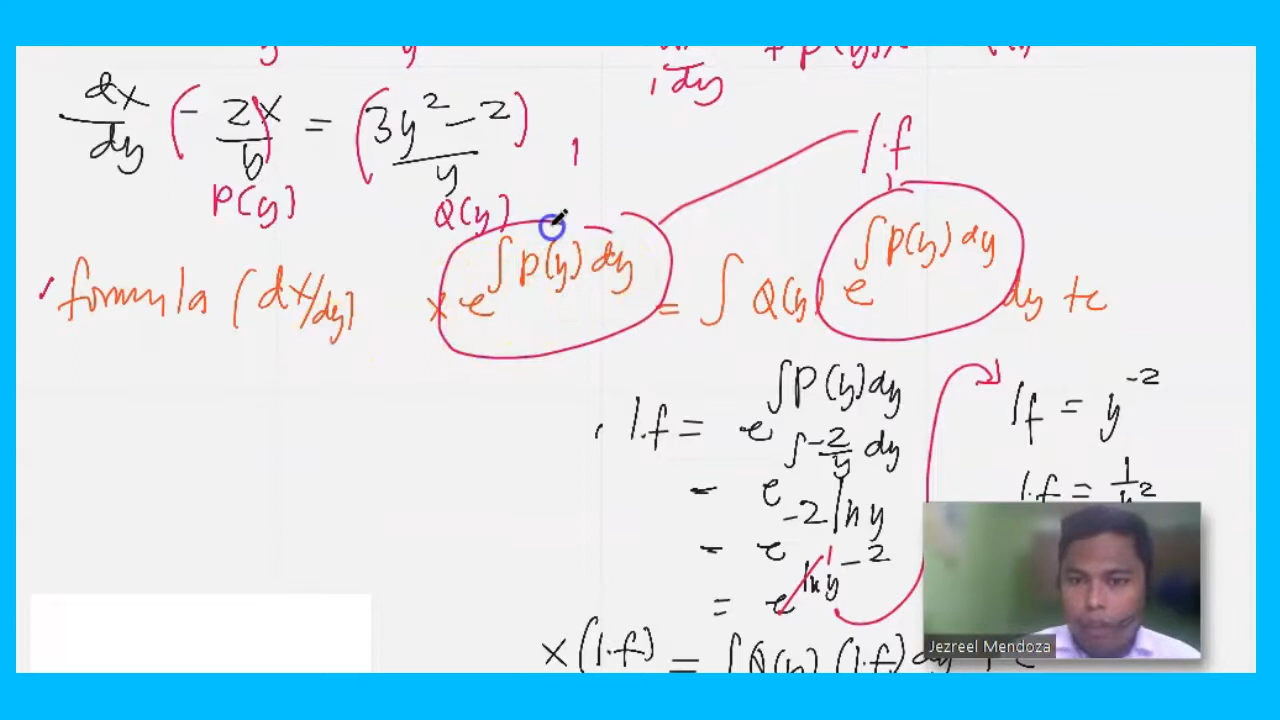 dx/dy (- 2x/y) = (3y² - 2)/y
P(y) Q(y)
I.f
formula (dx/dy) x e^∫P(y)dy = ∫ Q(y) e^∫P(y)dy dy + c
I.f = e^∫P(y)dy
= e^∫-2/y dy
= e^-2 ln y
= e^ln y^-2
If = y^-2
I.f = 1/y²
x(I.f) = ∫Q(y) (I.f) dy + c
Jezreel Mendoza